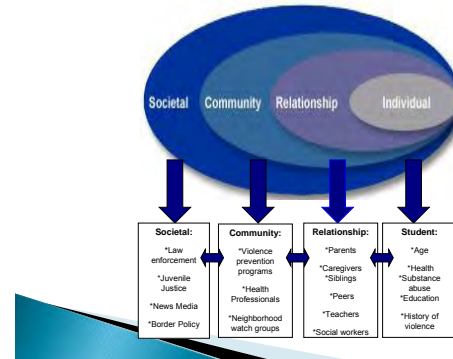 Societal Community Relationship Individual
Societal:
*Law
enforcement
*Juvenile
Justice
*News Media
*Border Policy
Community:
*Violence
prevention
programs
*Health
Professionals
*Neighborhood
watch groups
Relationship:
*Parents
*Caregivers
*Siblings
*Peers
*Teachers
*Social workers
Student:
*Age
*Health
*Substance
abuse
*Education
*History of
violence